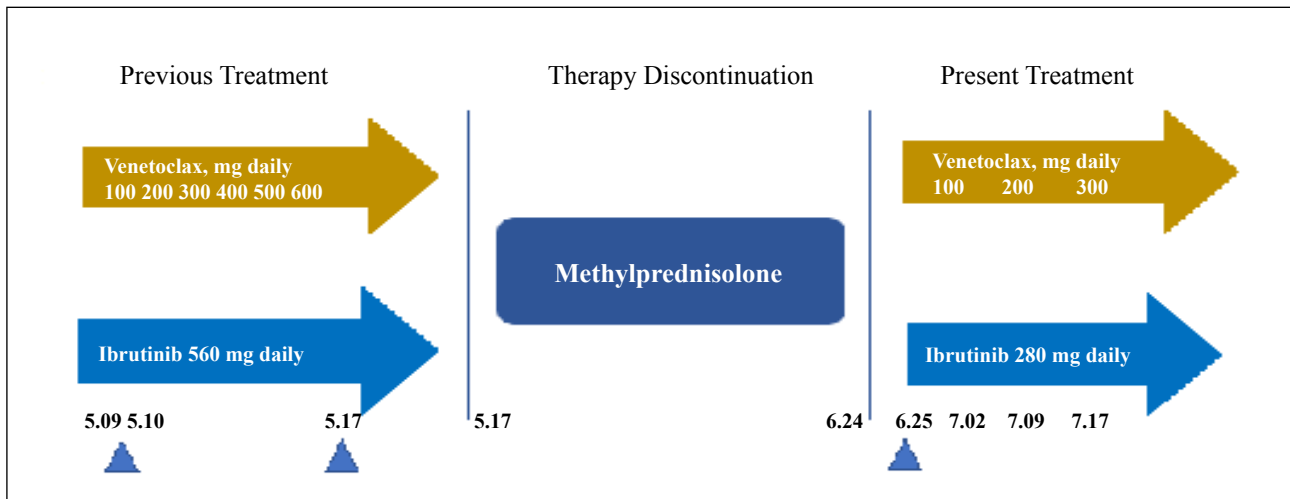 Previous Treatment
Therapy Discontinuation
Present Treatment
Venetoclax, mg daily
100 200 300 400 500 600
Venetoclax, mg daily
100 200 300
Methylprednisolone
Ibrutinib 560 mg daily
Ibrutinib 280 mg daily
5.09 5.10 5.17 5.17 6.24 6.25 7.02 7.09 7.17